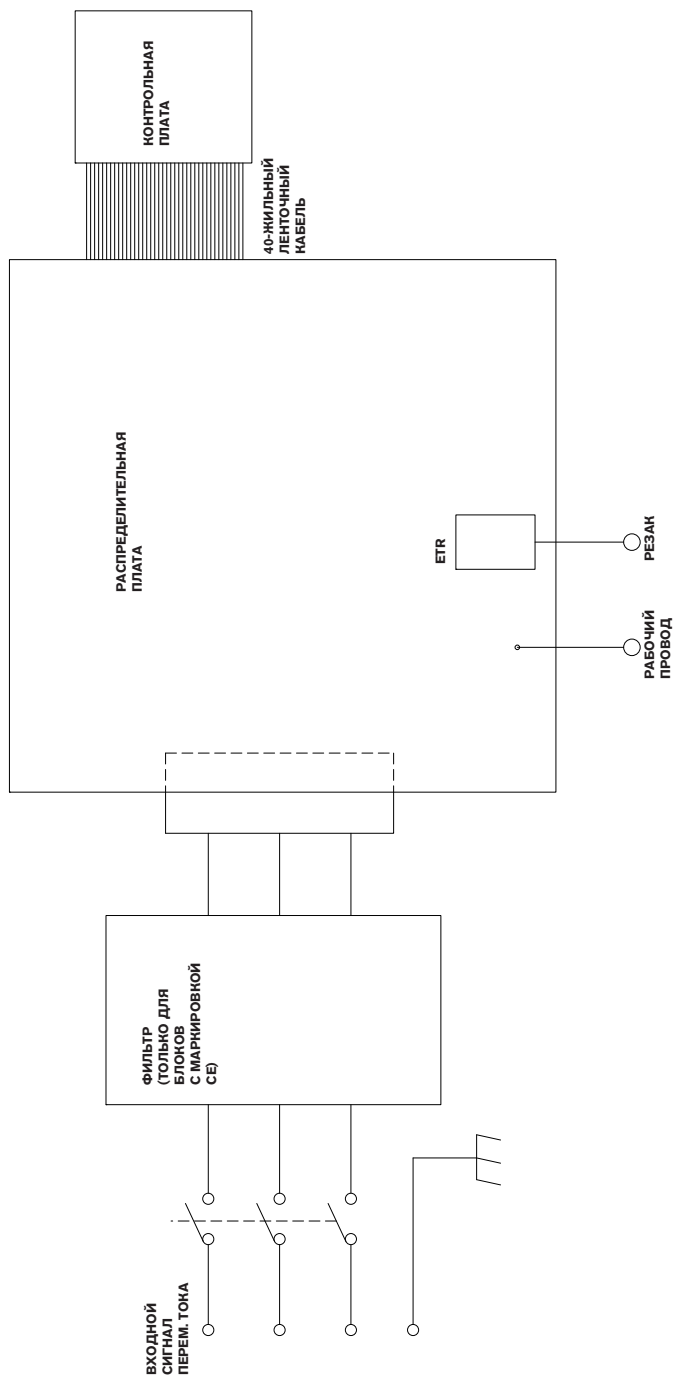 КОНТРОЛЬНАЯ
ПЛАТА
40-ЖИЛЬНЫЙ
ЛЕНТОЧНЫЙ
КАБЕЛЬ
РАСПРЕДЕЛИТЕЛЬНАЯ
ПЛАТА
ETR
РЕЗАК
РАБОЧИЙ
ПРОВОД
ФИЛЬТР
(ТОЛЬКО ДЛЯ
БЛОКОВ
С МАРКИРОВКОЙ
CE)
ВХОДНОЙ
СИГНАЛ
ПЕРЕМ. ТОКА